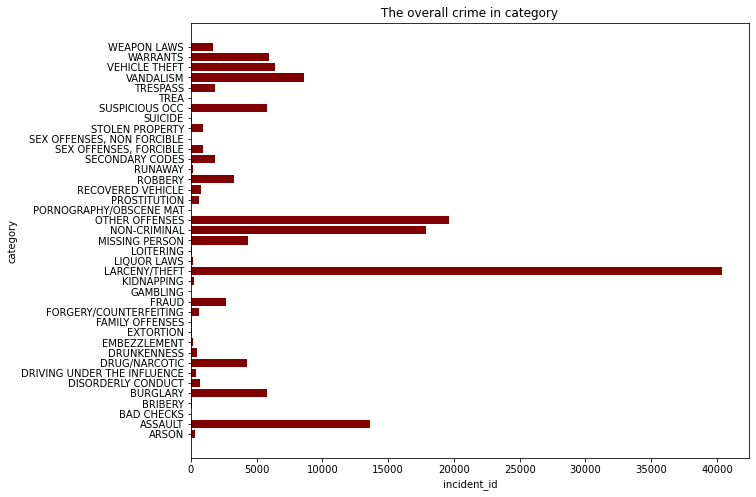 The overall crime in category
category
WEAPON LAWS
WARRANTS
VEHICLE THEFT
VANDALISM
TRESPASS
TREA
SUSPICIOUS OCC
SUICIDE
STOLEN PROPERTY
SEX OFFENSES, NON FORCIBLE
SEX OFFENSES, FORCIBLE
SECONDARY CODES
RUNAWAY
ROBBERY
RECOVERED VEHICLE
PROSTITUTION
PORNOGRAPHY/OBSCENE MAT
OTHER OFFENSES
NON-CRIMINAL
MISSING PERSON
LOITERING
LIQUOR LAWS
LARCENY/THEFT
KIDNAPPING
GAMBLING
FRAUD
FORGERY/COUNTERFEITING
FAMILY OFFENSES
EXTORTION
EMBEZZLEMENT
DRUNKENNESS
DRUG/NARCOTIC
DRIVING UNDER THE INFLUENCE
DISORDERLY CONDUCT
BURGLARY
BRIBERY
BAD CHECKS
ASSAULT
ARSON
0 5000 10000 15000 20000 25000 30000 35000 40000
incident_id